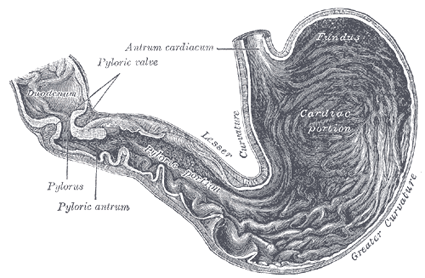 Antrum cardiacum
Pyloric valve
Fundus
Duodenum
Cardiac
portion
Lesser
Curvature
Pyloric portion
Pylorus
Pyloric antrum
Greater Curvature